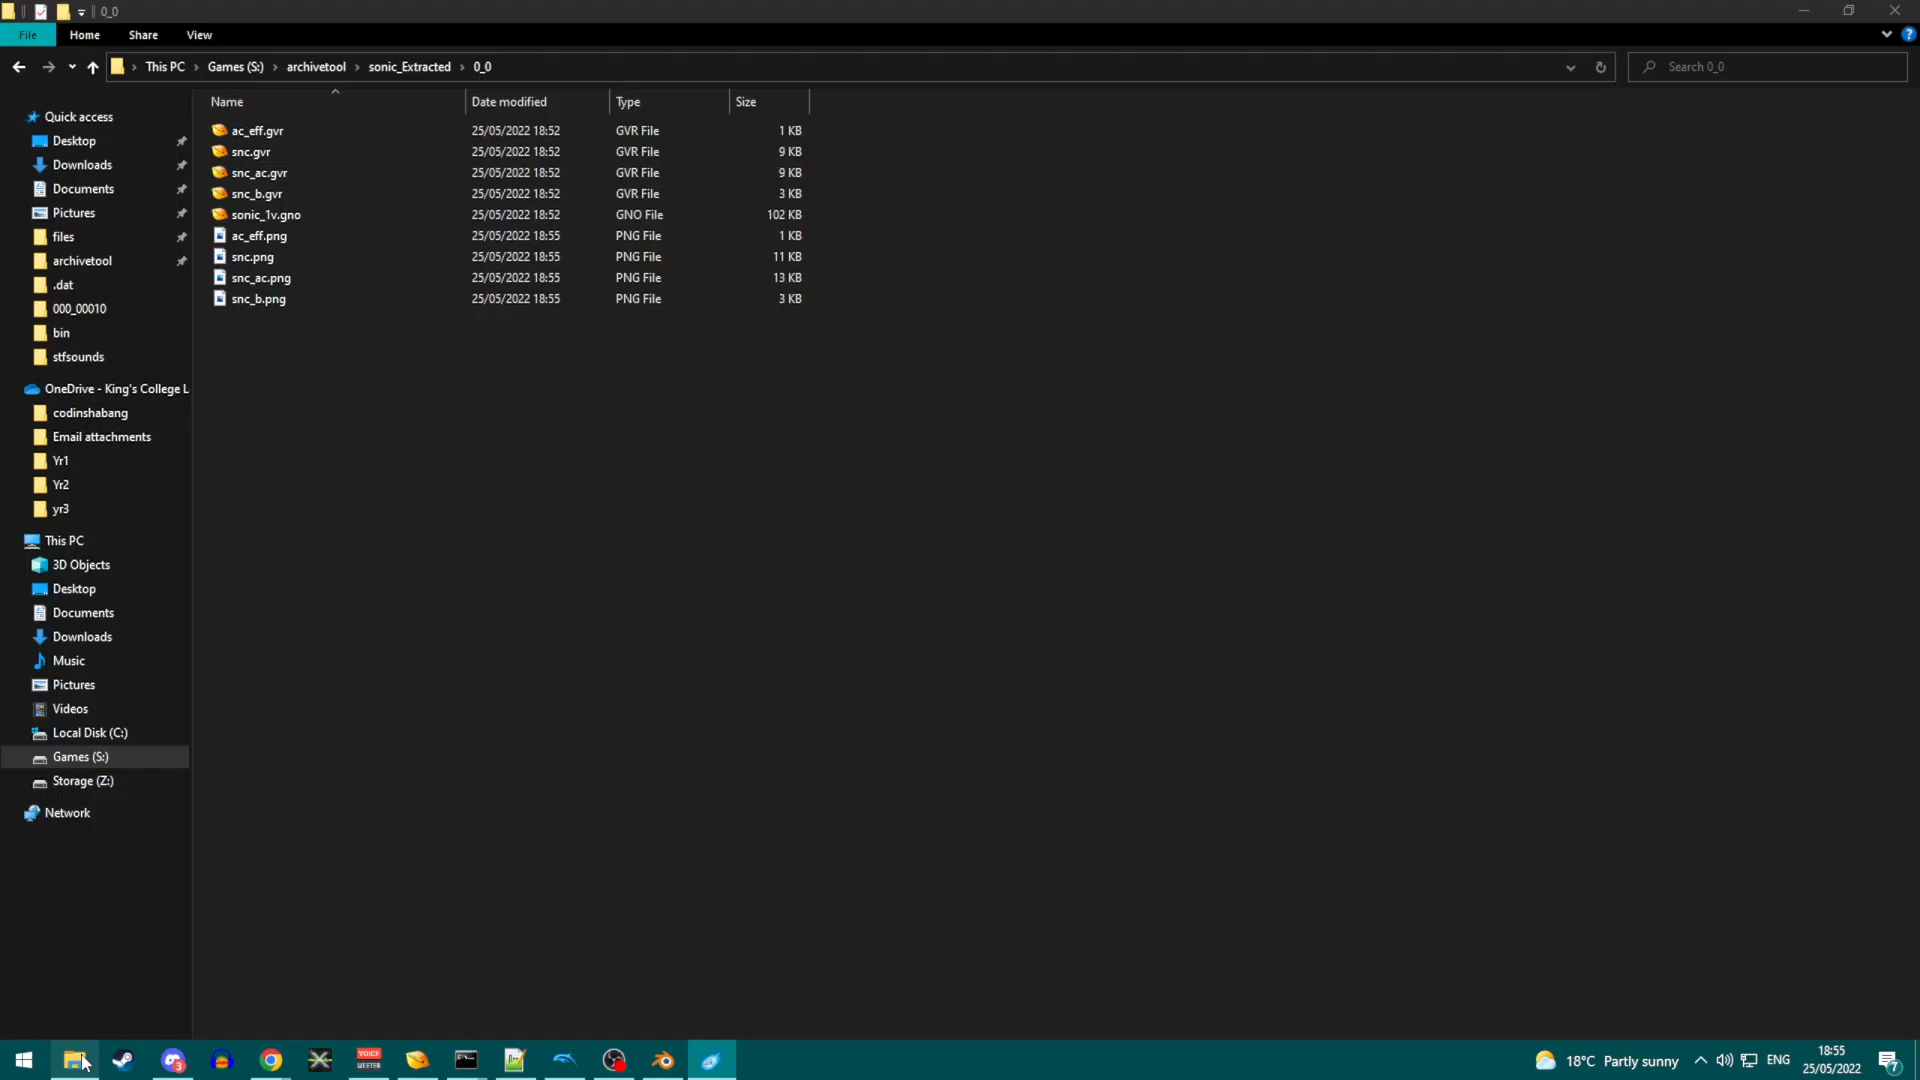 0_0
File Home Share View
This PC Games (S:) archivetool sonic_Extracted 0_0
Search 0_0
Name Date modified Type Size
ac_eff.gvr 25/05/2022 18:52 GVR File 1 KB
snc.gvr 25/05/2022 18:52 GVR File 9 KB
snc_ac.gvr 25/05/2022 18:52 GVR File 9 KB
snc_b.gvr 25/05/2022 18:52 GVR File 3 KB
sonic_1v.gno 25/05/2022 18:52 GNO File 102 KB
ac_eff.png 25/05/2022 18:55 PNG File 1 KB
snc.png 25/05/2022 18:55 PNG File 11 KB
snc_ac.png 25/05/2022 18:55 PNG File 13 KB
snc_b.png 25/05/2022 18:55 PNG File 3 KB
Quick access
Desktop
Downloads
Documents
Pictures
files
archivetool
.dat
000_00010
bin
stfsounds
OneDrive - King's College L
codinshabang
Email attachments
Yr1
Yr2
yr3
This PC
3D Objects
Desktop
Documents
Downloads
Music
Pictures
Videos
Local Disk (C:)
Games (S:)
Storage (Z:)
Network
3
VOICE
MEETER
18°C Partly sunny
ENG
18:55
25/05/2022
7